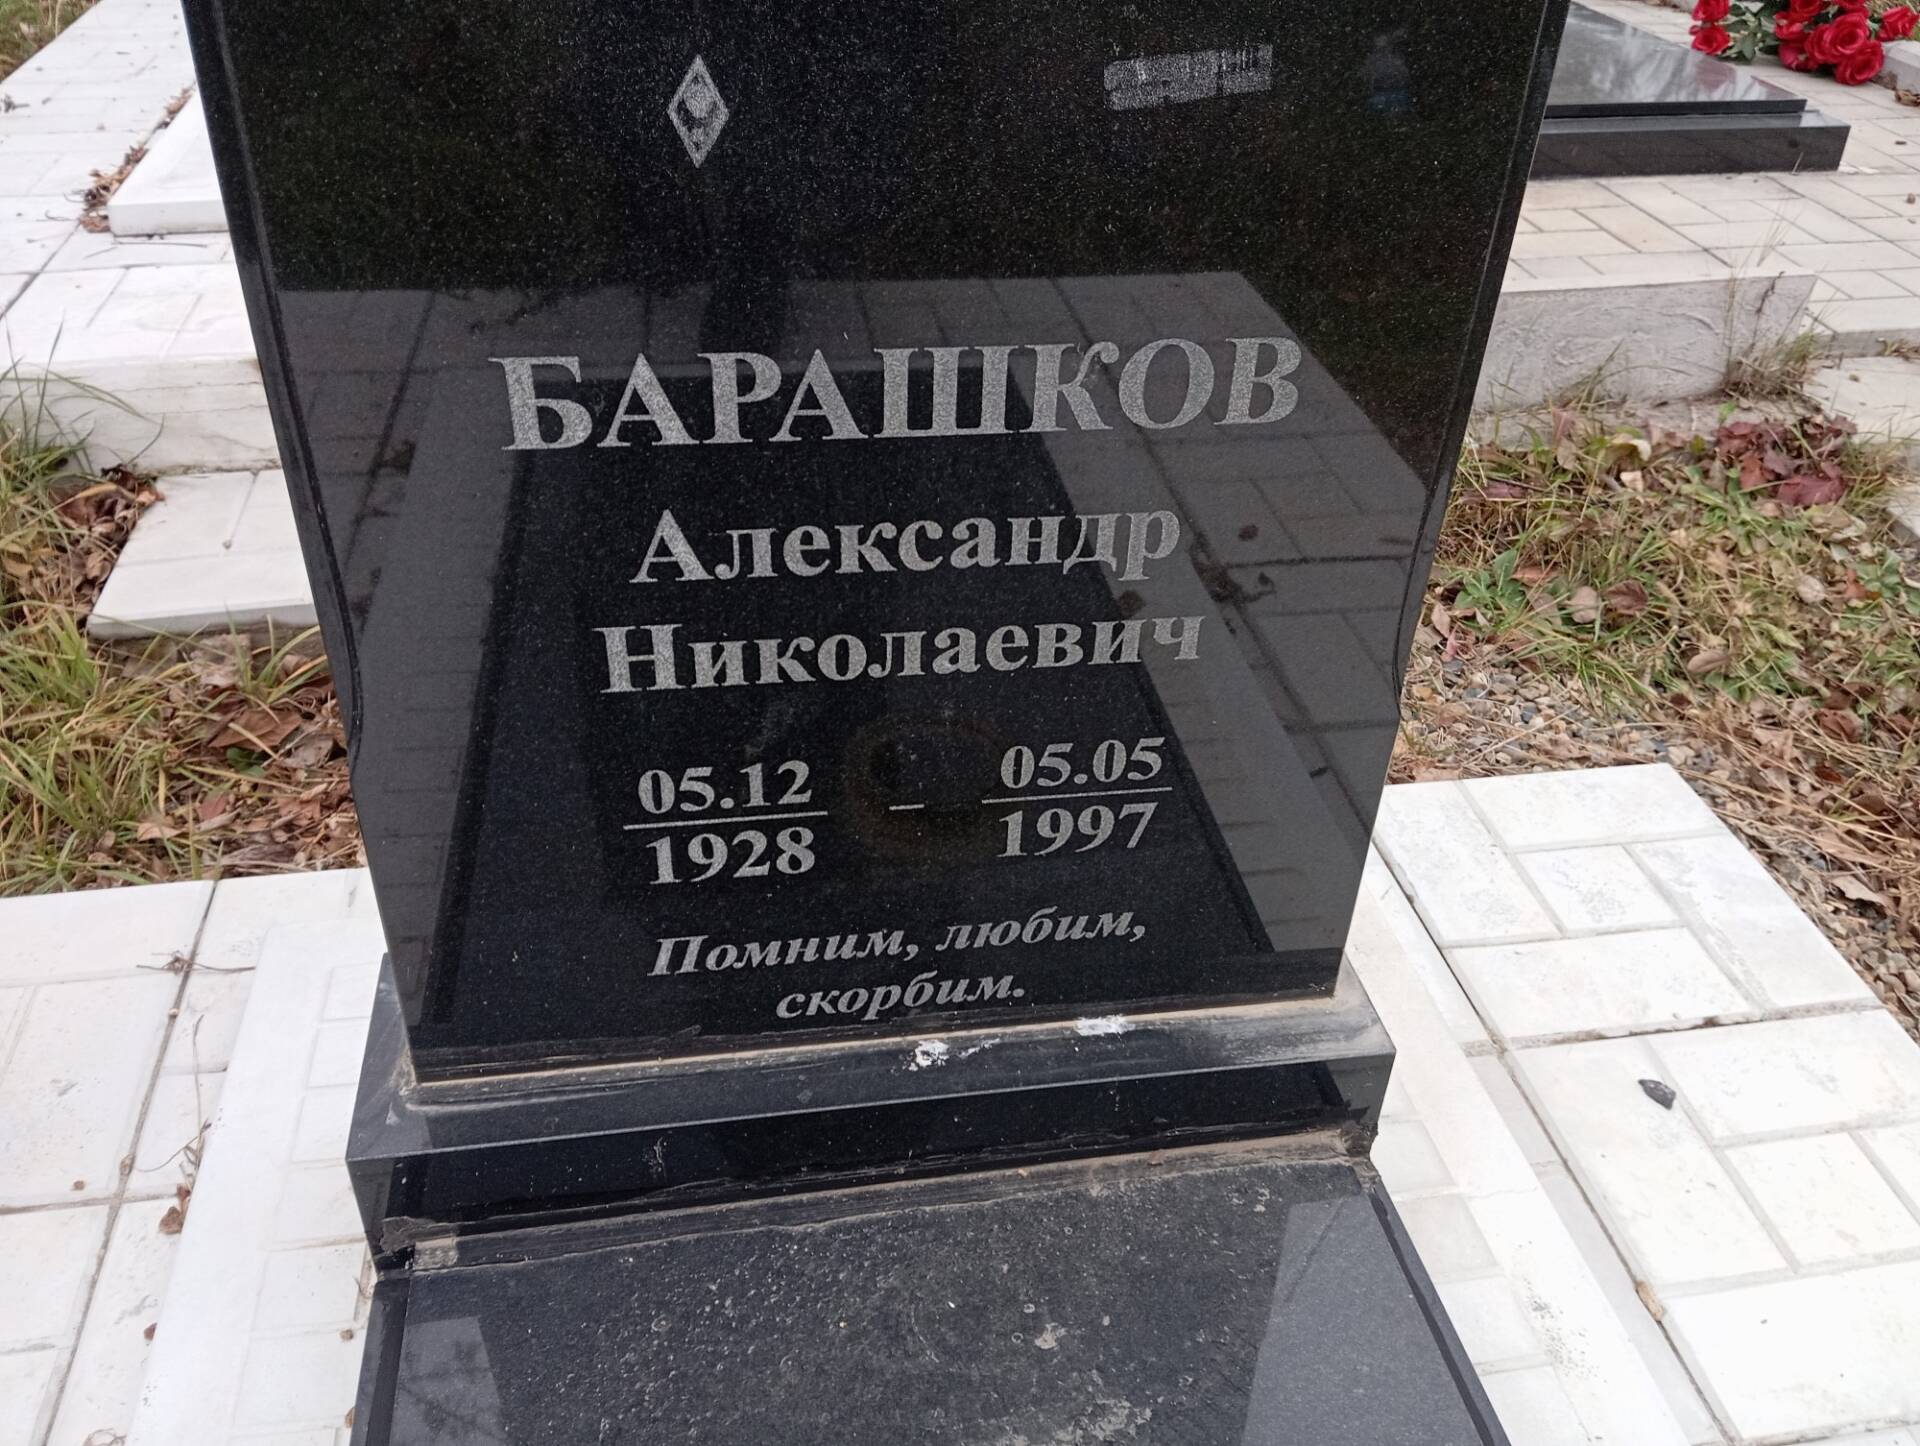 БАРАШКОВ
Александр
Николаевич
05.12 – 05.05
1928 1997
Помним, любим,
скорбим.